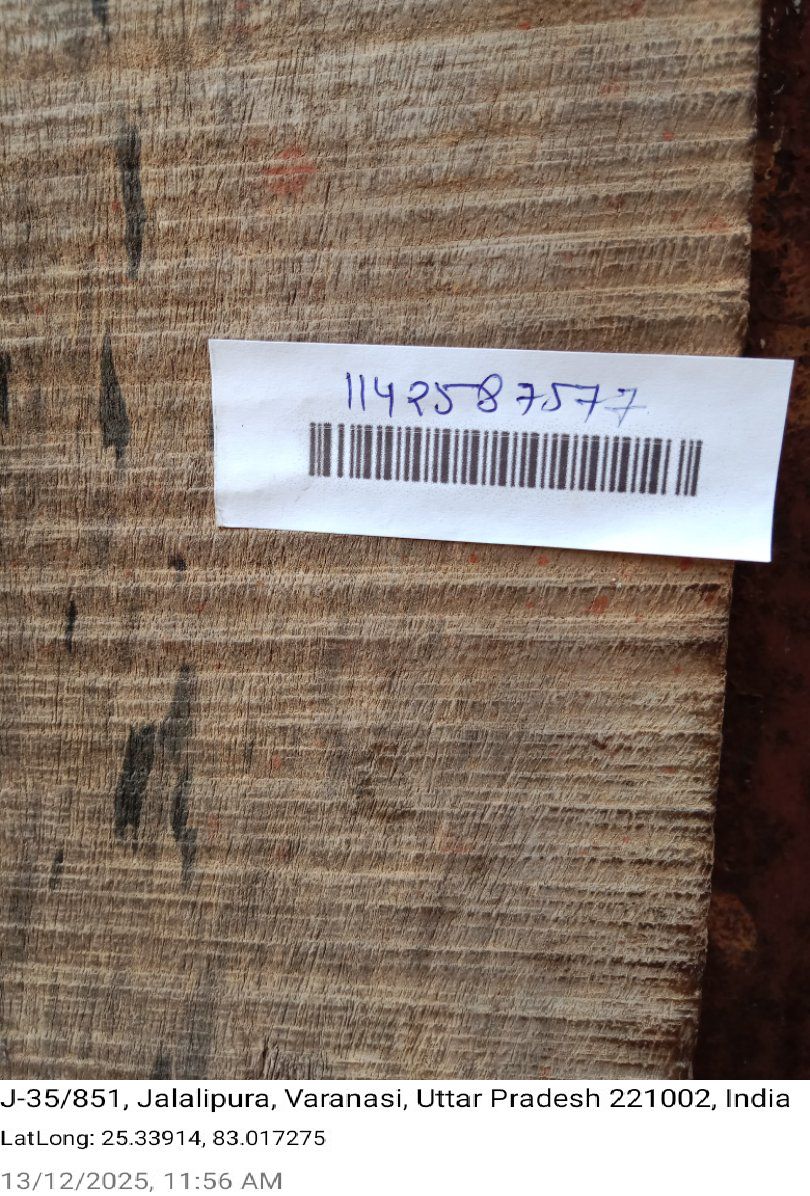 1142587577
J-35/851, Jalalipura, Varanasi, Uttar Pradesh 221002, India
LatLong: 25.33914, 83.017275
13/12/2025, 11:56 AM